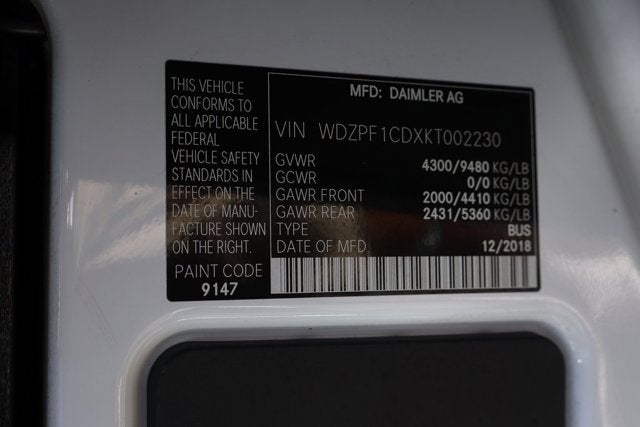 THIS VEHICLE
CONFORMS TO
ALL APPLICABLE
FEDERAL
VEHICLE SAFETY
STANDARDS IN
EFFECT ON THE
DATE OF MANU-
FACTURE SHOWN
ON THE RIGHT.
PAINT CODE
9147
MFD: DAIMLER AG
VIN WDZPF1CDXKT002230
GVWR 4300/9480 KG/LB
GCWR 0/0 KG/LB
GAWR FRONT 2000/4410 KG/LB
GAWR REAR 2431/5360 KG/LB
TYPE BUS
DATE OF MFD 12/2018